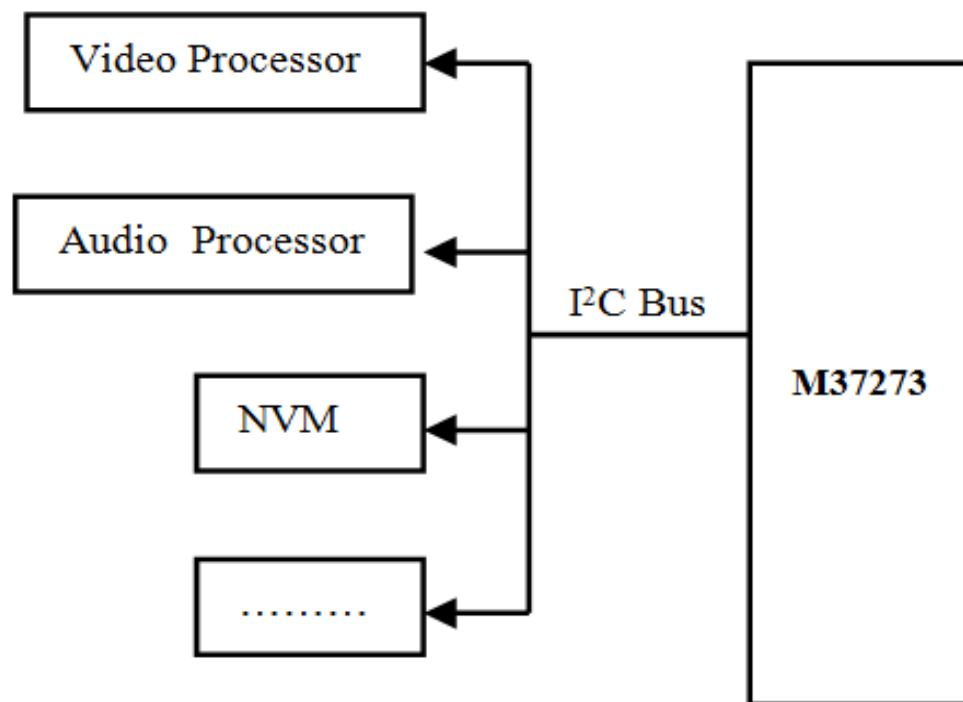 Video Processor
Audio Processor
I²C Bus
M37273
NVM
.........